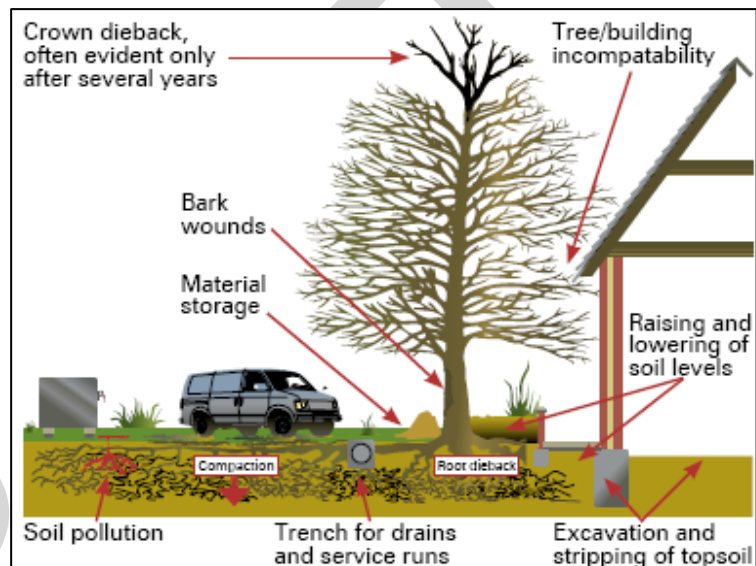 Crown dieback,
often evident only
after several years
Tree/building
incompatability
Bark
wounds
Material
storage
Raising and
lowering of
soil levels
Compaction
Root dieback
Soil pollution
Trench for drains
and service runs
Excavation and
stripping of topsoil